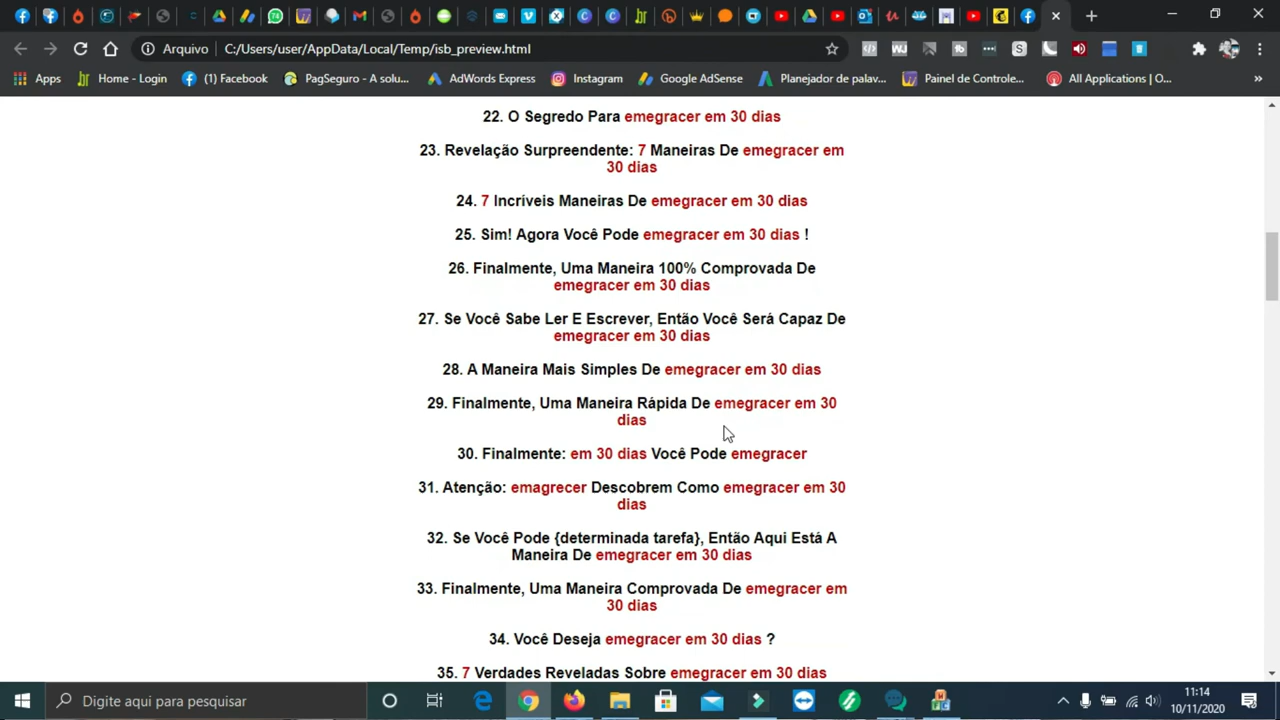 Arquivo
C:/Users/user/AppData/Local/Temp/isb_preview.html
Apps
Home - Login
(1) Facebook
PagSeguro - A solu...
AdWords Express
Instagram
Google AdSense
Planejador de palav...
Painel de Controle...
All Applications | O...
22. O Segredo Para emegracer em 30 dias
23. Revelação Surpreendente: 7 Maneiras De emegracer em
30 dias
24. 7 Incríveis Maneiras De emegracer em 30 dias
25. Sim! Agora Você Pode emegracer em 30 dias !
26. Finalmente, Uma Maneira 100% Comprovada De
emegracer em 30 dias
27. Se Você Sabe Ler E Escrever, Então Você Será Capaz De
emegracer em 30 dias
28. A Maneira Mais Simples De emegracer em 30 dias
29. Finalmente, Uma Maneira Rápida De emegracer em 30
dias
30. Finalmente: em 30 dias Você Pode emegracer
31. Atenção: emagrecer Descobrem Como emegracer em 30
dias
32. Se Você Pode {determinada tarefa}, Então Aqui Está A
Maneira De emegracer em 30 dias
33. Finalmente, Uma Maneira Comprovada De emegracer em
30 dias
34. Você Deseja emegracer em 30 dias ?
35. 7 Verdades Reveladas Sobre emegracer em 30 dias
Digite aqui para pesquisar
11:14
10/11/2020